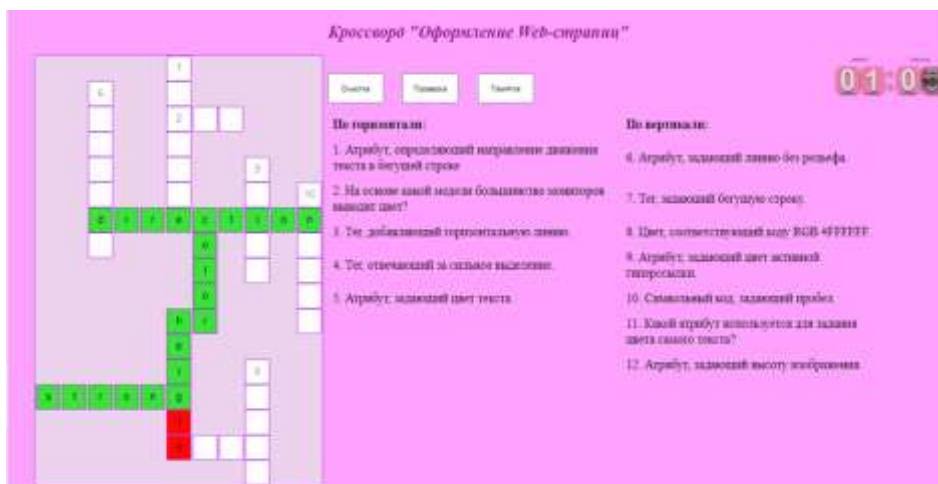 Кроссворд "Оформление Web-страниц"
Очистка
Проверка
По горизонтали:
1. Атрибут, определяющий направление движения
текста в бегущей строке
2. На основе какой модели большинство мониторов
выводит цвет?
3. Тег, добавляющий горизонтальную линию.
4. Тег, отвечающий за сильное выделение.
5. Атрибут, задающий цвет текста
По вертикали:
6. Атрибут, задающий линию без рельефа.
7. Тег, задающий бегущую строку.
8. Цвет, соответствующий коду RGB #FFFFFF
9. Атрибут, задающий цвет активной
гиперссылки.
10. Символьный код, задающий пробел
11. Какой атрибут используется для задания
цвета самого текста?
12. Атрибут, задающий высоту изображения
d i r e c t i o n
o
l
o
h r
e
i
s t r o n g